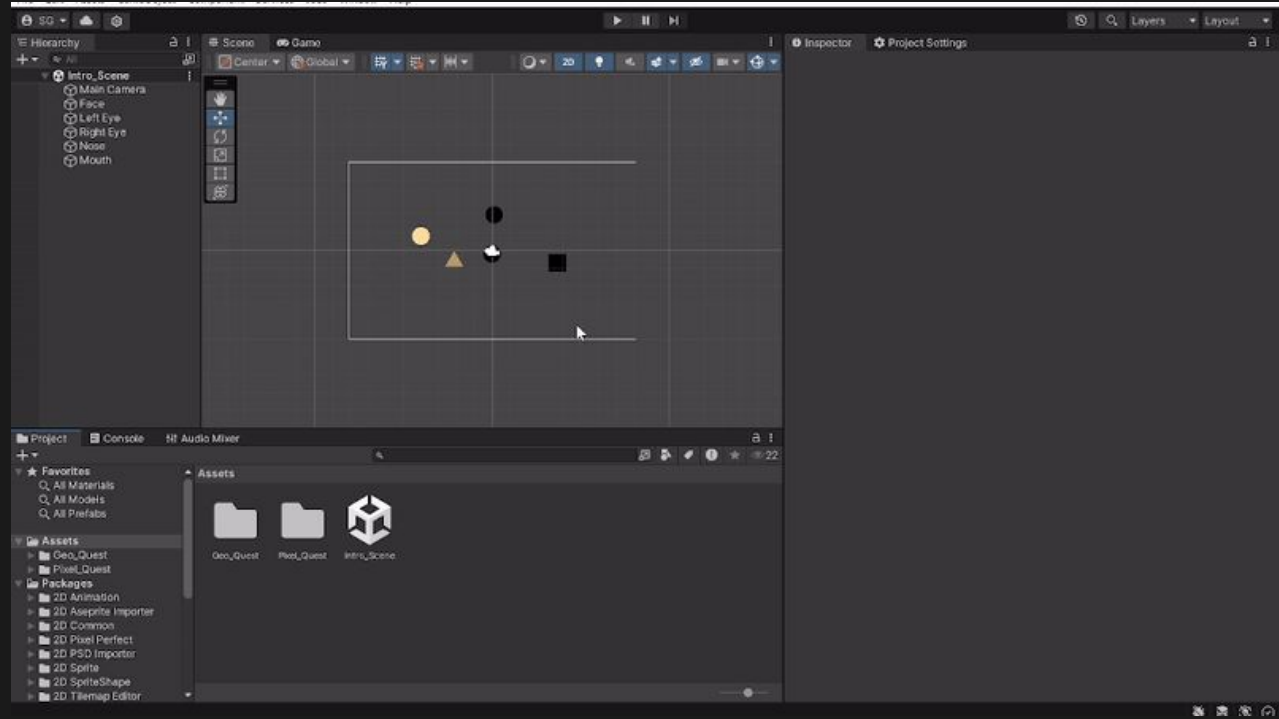 SG
Layers
Layout
Hierarchy
Scene
Game
Inspector
Project Settings
All
Center
Global
2D
Intro_Scene
Main Camera
Face
Left Eye
Right Eye
Nose
Mouth
Project
Console
Audio Mixer
22
Favorites
All Materials
All Models
All Prefabs
Assets
Geo_Quest
Pixel_Quest
Packages
2D Animation
2D Aseprite Importer
2D Common
2D Pixel Perfect
2D PSD Importer
2D Sprite
2D SpriteShape
2D Tilemap Editor
Assets
Geo_Quest
Pixel_Quest
Intro_Scene